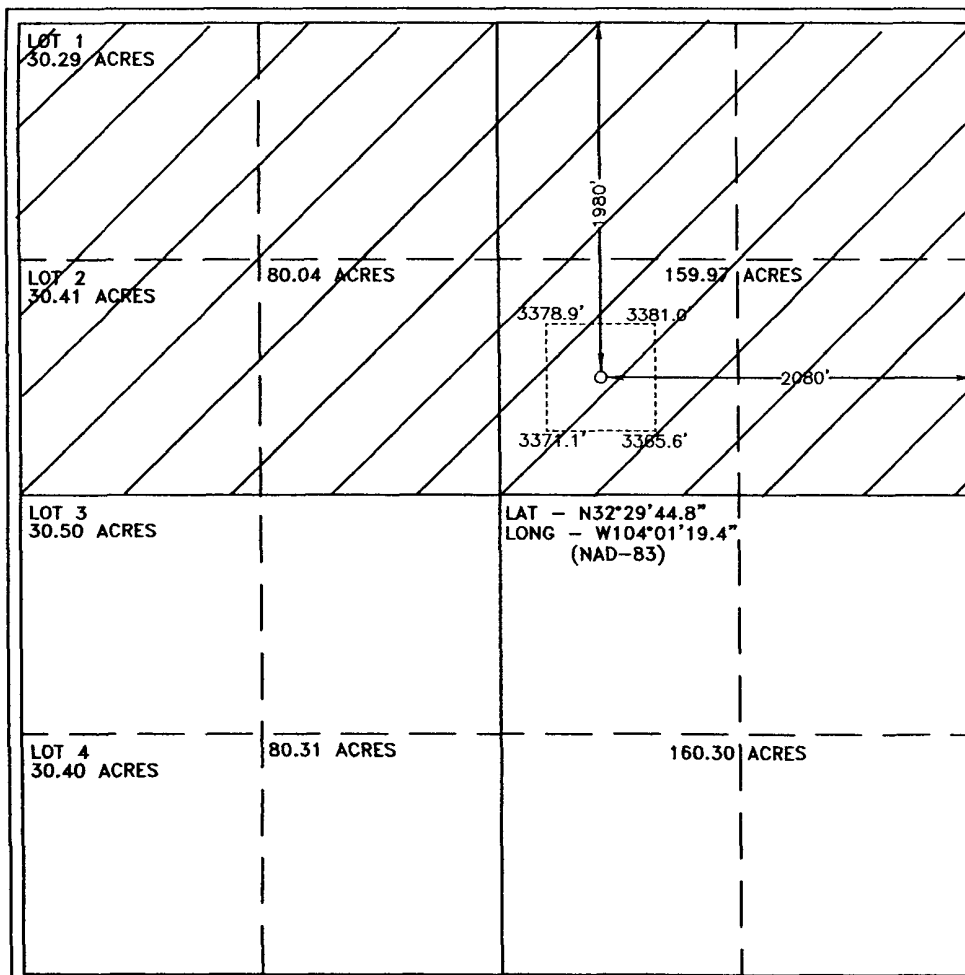 LOT 1
30.29 ACRES
1980'
LOT 2
30.41 ACRES
80.04 ACRES
159.97 ACRES
3378.9' 3381.0'
2080'
3371.1' 3365.6'
LOT 3
30.50 ACRES
LAT - N32°29'44.8"
LONG - W104°01'19.4"
(NAD-83)
LOT 4
30.40 ACRES
80.31 ACRES
160.30 ACRES